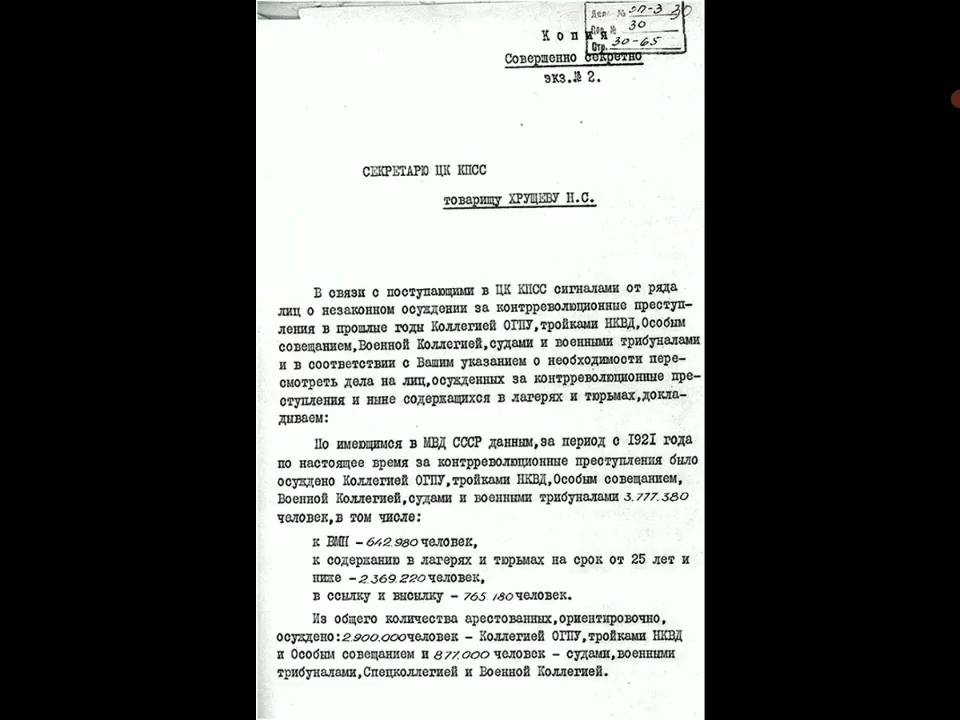 Дело № ОП-3 30
Пор. № 30
Стр. 30-65
Копия
Совершенно секретно
экз.№ 2.
СЕКРЕТАРЮ ЦК КПСС
товарищу ХРУЩЕВУ Н.С.
В связи с поступающими в ЦК КПСС сигналами от ряда
лиц о незаконном осуждении за контрреволюционные преступ-
ления в прошлые годы Коллегией ОГПУ,тройками НКВД,Особым
совещанием,Военной Коллегией,судами и военными трибуналами
и в соответствии с Вашим указанием о необходимости пере-
смотреть дела на лиц,осужденных за контрреволюционные пре-
ступления и ныне содержащихся в лагерях и тюрьмах,докла-
дываем:
По имеющимся в МВД СССР данным,за период с 1921 года
по настоящее время за контрреволюционные преступления было
осуждено Коллегией ОГПУ,тройками НКВД,Особым совещанием,
Военной Коллегией,судами и военными трибуналами 3.777.380
человек,в том числе:
к ВМН – 642.980 человек,
к содержанию в лагерях и тюрьмах на срок от 25 лет и
ниже – 2.369.220 человек,
в ссылку и высылку – 765.180 человек.
Из общего количества арестованных,ориентировочно,
осуждено: 2.900.000 человек – Коллегией ОГПУ,тройками НКВД
и Особым совещанием и 877.000 человек – судами,военными
трибуналами,Спецколлегией и Военной Коллегией.